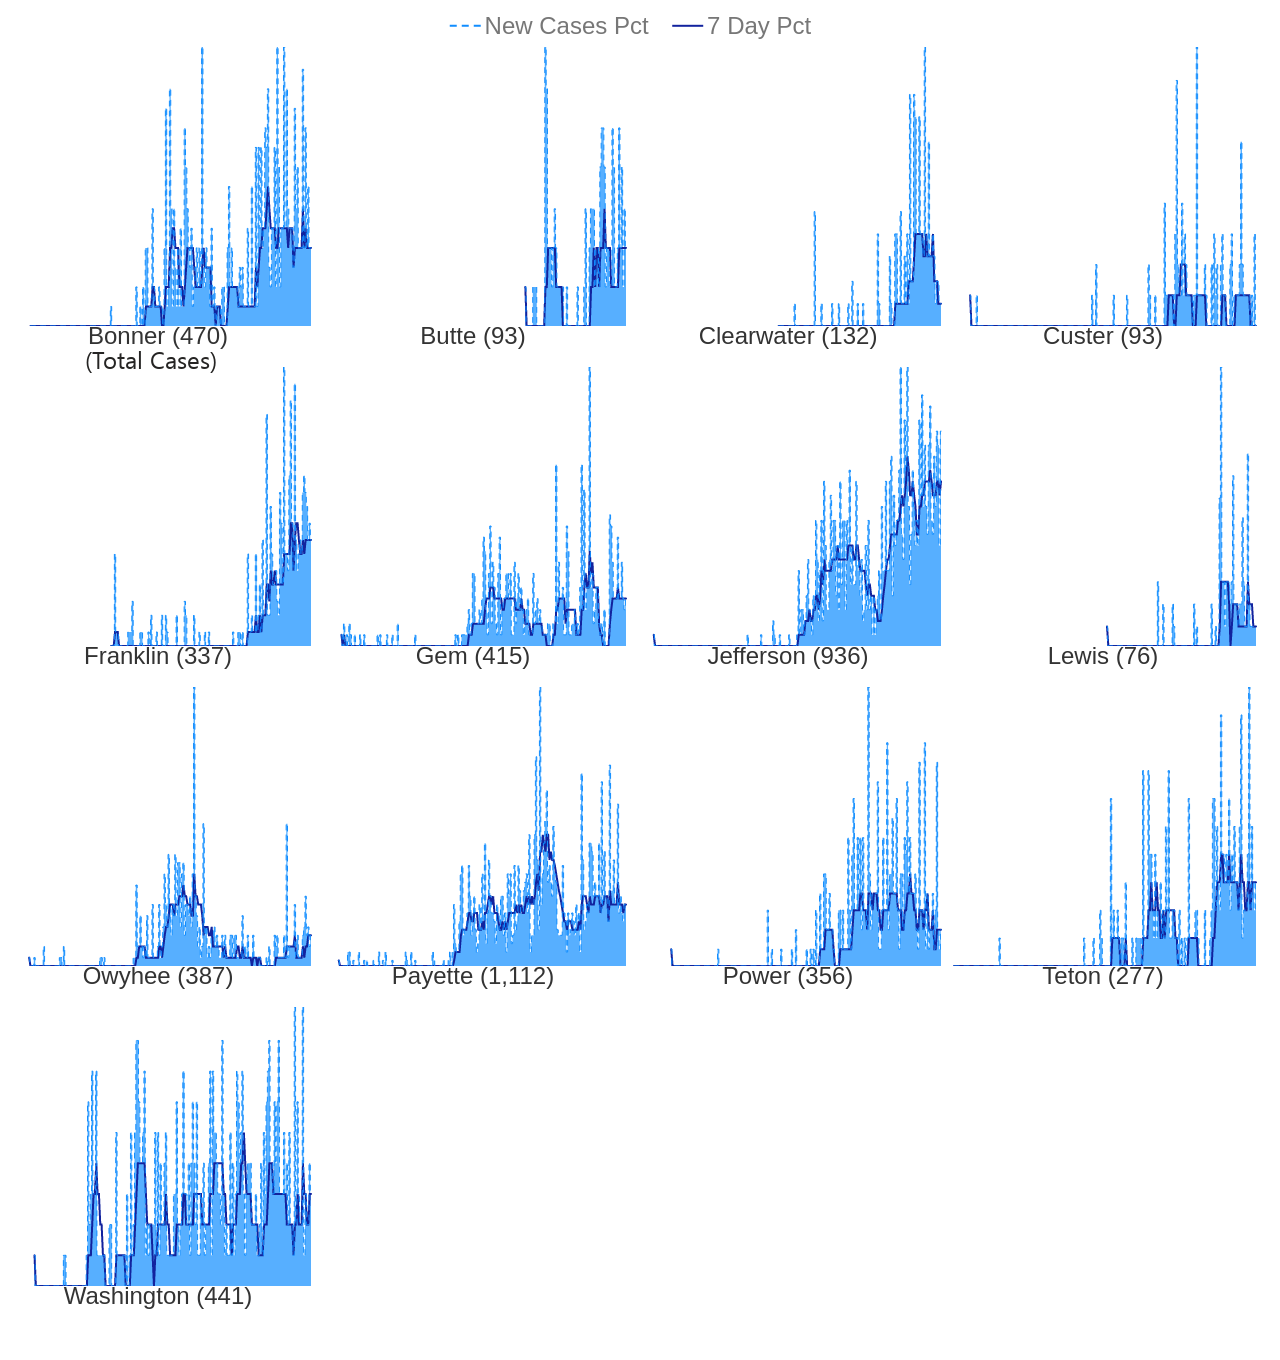 New Cases Pct 7 Day Pct
Bonner (470) Butte (93) Clearwater (132) Custer (93)
(Total Cases)
Franklin (337) Gem (415) Jefferson (936) Lewis (76)
Owyhee (387) Payette (1,112) Power (356) Teton (277)
Washington (441)